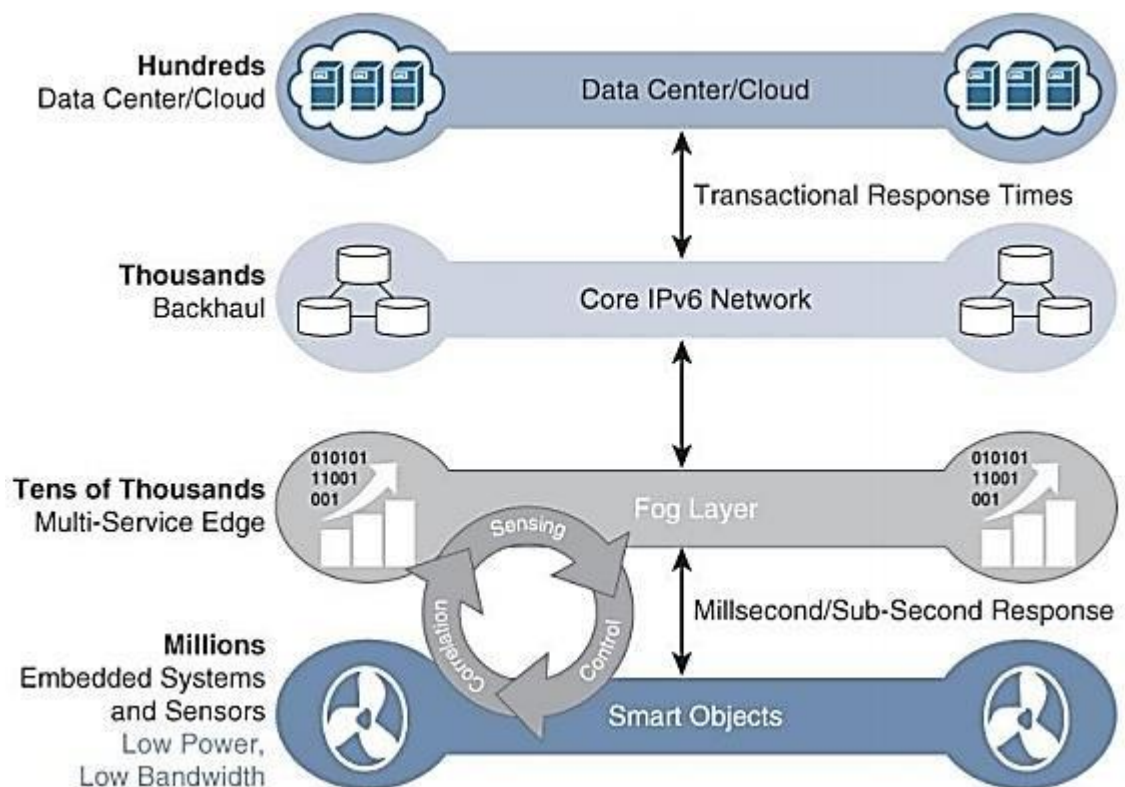 Hundreds
Data Center/Cloud
Data Center/Cloud
Transactional Response Times
Thousands
Backhaul
Core IPv6 Network
010101
11001
001
010101
11001
001
Tens of Thousands
Multi-Service Edge
Fog Layer
Sensing
Control
Correlation
Millsecond/Sub-Second Response
Millions
Embedded Systems
and Sensors
Low Power,
Low Bandwidth
Smart Objects